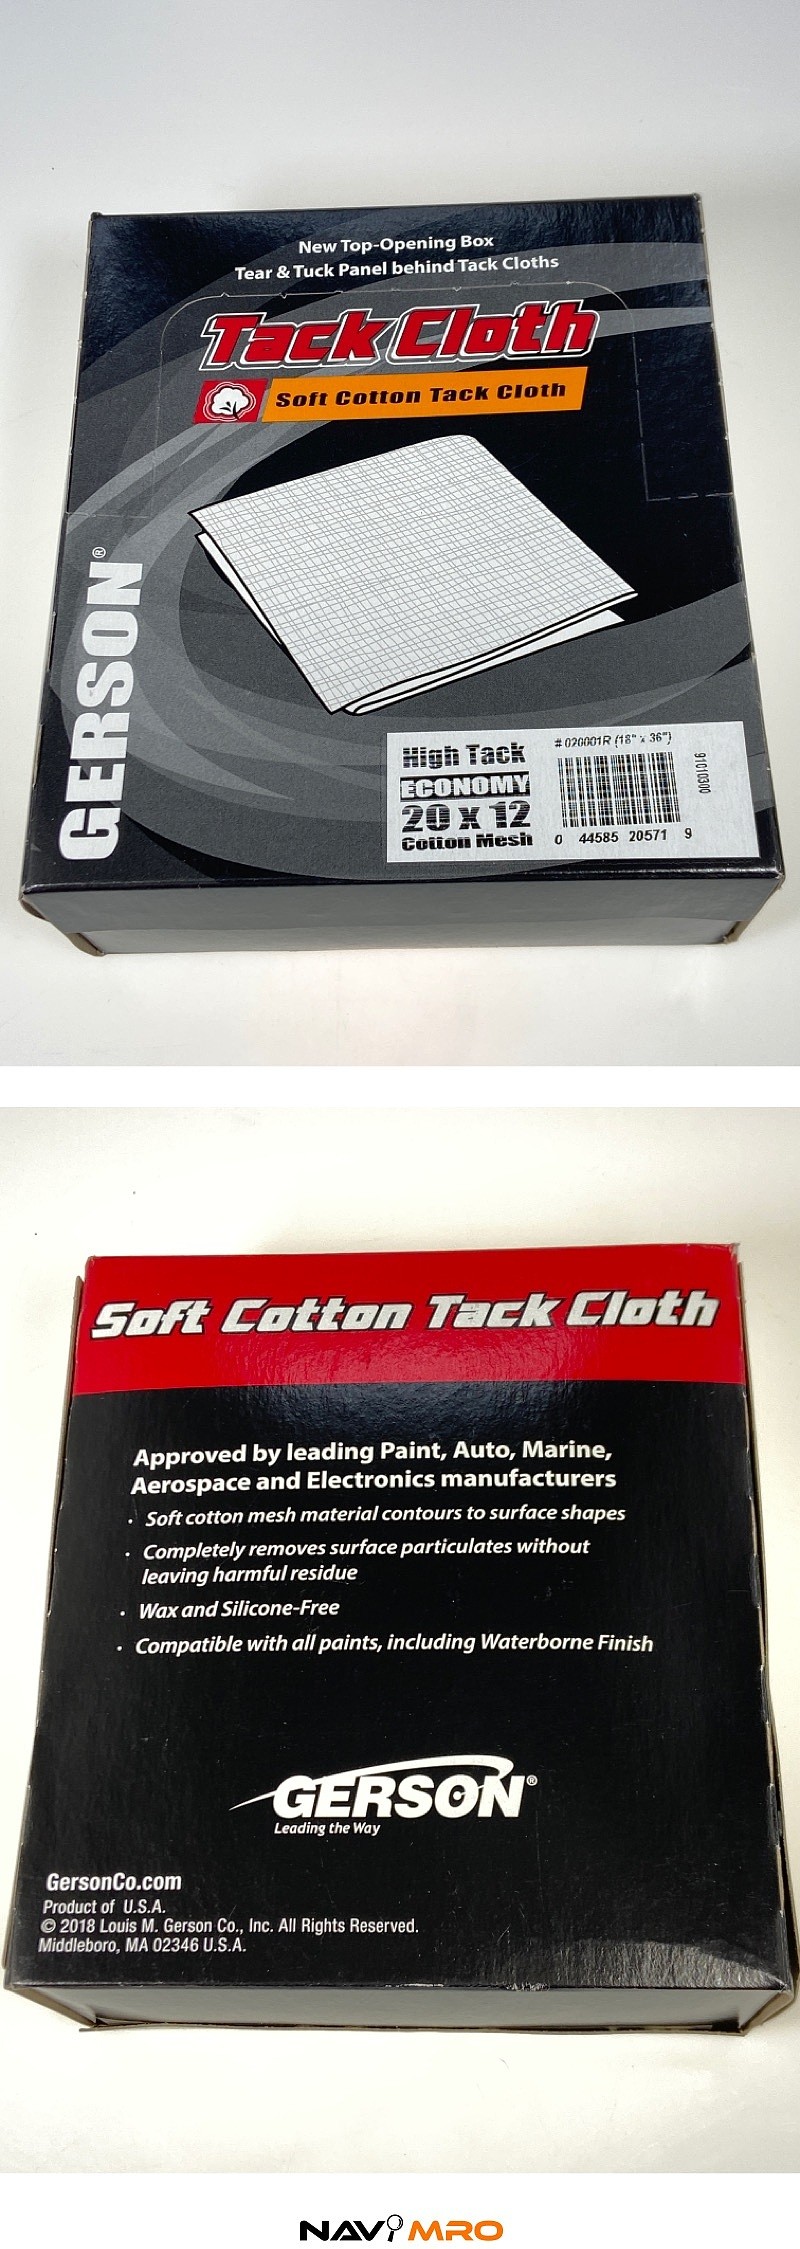 New Top-Opening Box
Tear & Tuck Panel behind Tack Cloths
Tack Cloth
Soft Cotton Tack Cloth
GERSON®
High Tack
ECONOMY
20 x 12
Cotton Mesh
#020001R (18" x 36")
0 44585 20571 9
91010300
Soft Cotton Tack Cloth
Approved by leading Paint, Auto, Marine,
Aerospace and Electronics manufacturers
· Soft cotton mesh material contours to surface shapes
· Completely removes surface particulates without
leaving harmful residue
· Wax and Silicone-Free
· Compatible with all paints, including Waterborne Finish
GERSON®
Leading the Way
GersonCo.com
Product of U.S.A.
© 2018 Louis M. Gerson Co., Inc. All Rights Reserved.
Middleboro, MA 02346 U.S.A.
NAVI MRO